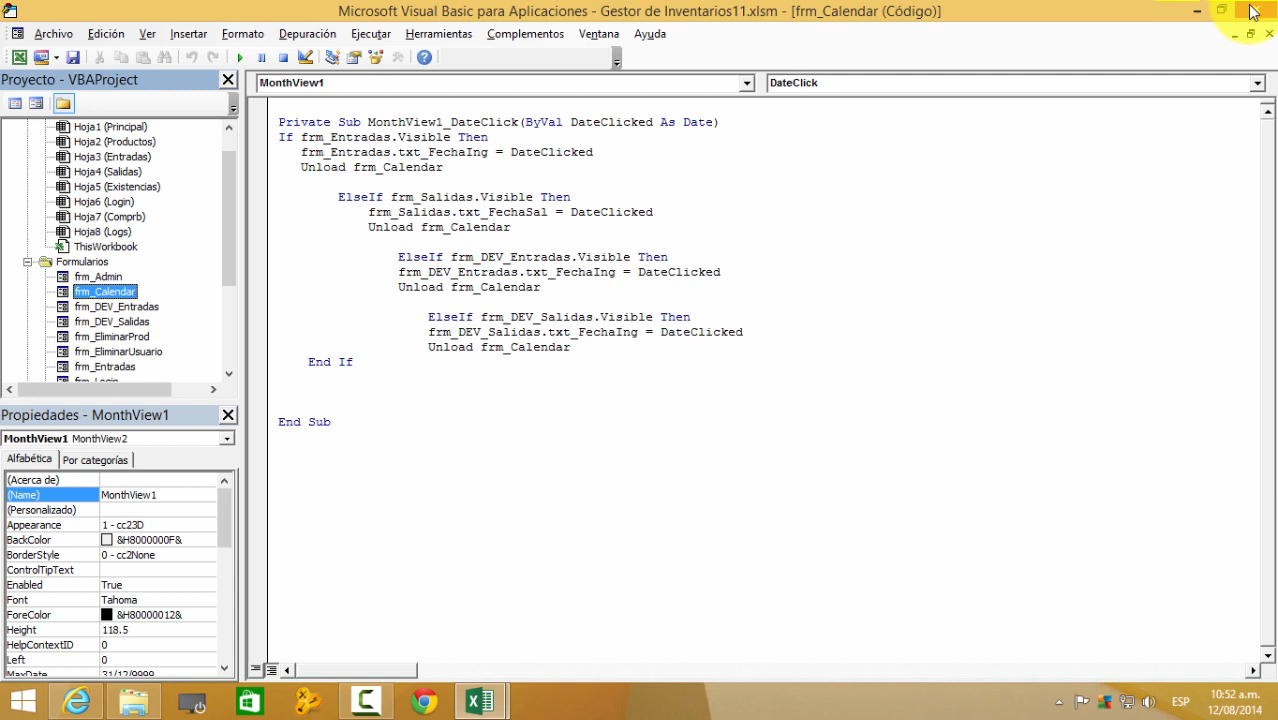 Microsoft Visual Basic para Aplicaciones - Gestor de Inventarios11.xlsm - [frm_Calendar (Código)]
Archivo Edición Ver Insertar Formato Depuración Ejecutar Herramientas Complementos Ventana Ayuda
Proyecto - VBAProject
Hoja1 (Principal)
Hoja2 (Productos)
Hoja3 (Entradas)
Hoja4 (Salidas)
Hoja5 (Existencias)
Hoja6 (Login)
Hoja7 (Comprb)
Hoja8 (Logs)
ThisWorkbook
Formularios
frm_Admin
frm_Calendar
frm_DEV_Entradas
frm_DEV_Salidas
frm_EliminarProd
frm_EliminarUsuario
frm_Entradas
frm_Login
Propiedades - MonthView1
MonthView1 MonthView2
Alfabética Por categorías
(Acerca de)
(Name) MonthView1
(Personalizado)
Appearance 1 - cc23D
BackColor &H8000000F&
BorderStyle 0 - cc2None
ControlTipText
Enabled True
Font Tahoma
ForeColor &H80000012&
Height 118.5
HelpContextID 0
Left 0
MaxDate 31/12/9999
MonthView1 DateClick
Private Sub MonthView1_DateClick(ByVal DateClicked As Date)
If frm_Entradas.Visible Then
frm_Entradas.txt_FechaIng = DateClicked
Unload frm_Calendar
ElseIf frm_Salidas.Visible Then
frm_Salidas.txt_FechaSal = DateClicked
Unload frm_Calendar
ElseIf frm_DEV_Entradas.Visible Then
frm_DEV_Entradas.txt_FechaIng = DateClicked
Unload frm_Calendar
ElseIf frm_DEV_Salidas.Visible Then
frm_DEV_Salidas.txt_FechaIng = DateClicked
Unload frm_Calendar
End If
End Sub
ESP
10:52 a.m.
12/08/2014